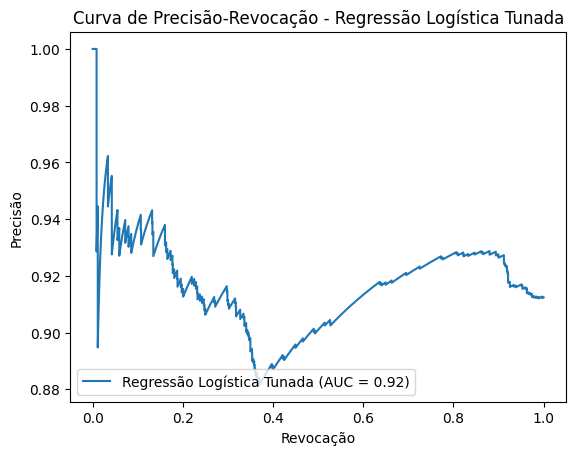 Curva de Precisão-Revocação - Regressão Logística Tunada
1.00
0.98
0.96
0.94
0.92
0.90
0.88
Precisão
Regressão Logística Tunada (AUC = 0.92)
0.0 0.2 0.4 0.6 0.8 1.0
Revocação